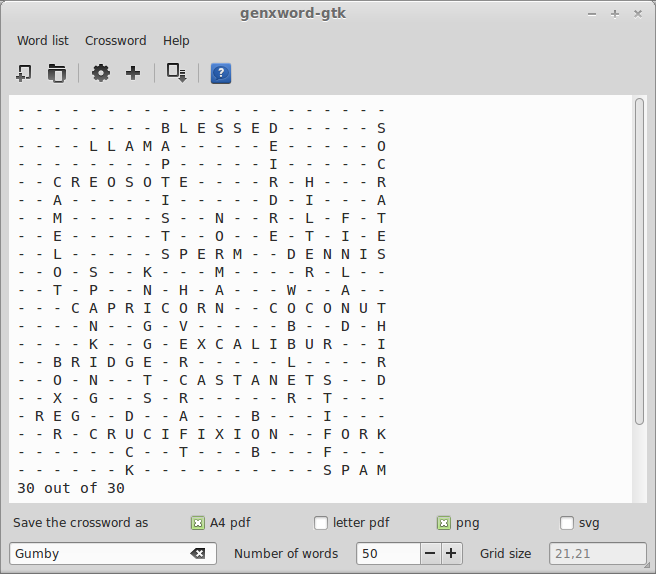 genxword-gtk
Word list Crossword Help
- - - - - - - - - - - - - - - - - - - - -
- - - - - - - - B L E S S E D - - - - - S
- - - - L L A M A - - - - - E - - - - - O
- - - - - - - - P - - - - - I - - - - - C
- - C R E O S O T E - - - - R - H - - - R
- - A - - - - - I - - - - - D - I - - - A
- - M - - - - - S - - N - - R - L - F - T
- - E - - - - - T - - O - - E - T - I - E
- - L - - - - - S P E R M - - D E N N I S
- - O - S - - K - - - M - - - - R - L - -
- - T - P - - N - H - A - - - W - - A - -
- - - C A P R I C O R N - - C O C O N U T
- - - - N - - G - V - - - - - B - - D - H
- - - - K - - G - E X C A L I B U R - - I
- - B R I D G E - R - - - - - L - - - - R
- - O - N - - T - C A S T A N E T S - - D
- - X - G - - S - R - - - - - R - T - - -
- R E G - - D - - A - - - B - - - I - - -
- - R - C R U C I F I X I O N - - F O R K
- - - - - - C - - T - - - B - - - F - - -
- - - - - - K - - - - - - - - - - S P A M
30 out of 30
Save the crossword as A4 pdf letter pdf png svg
Gumby Number of words 50 Grid size 21,21